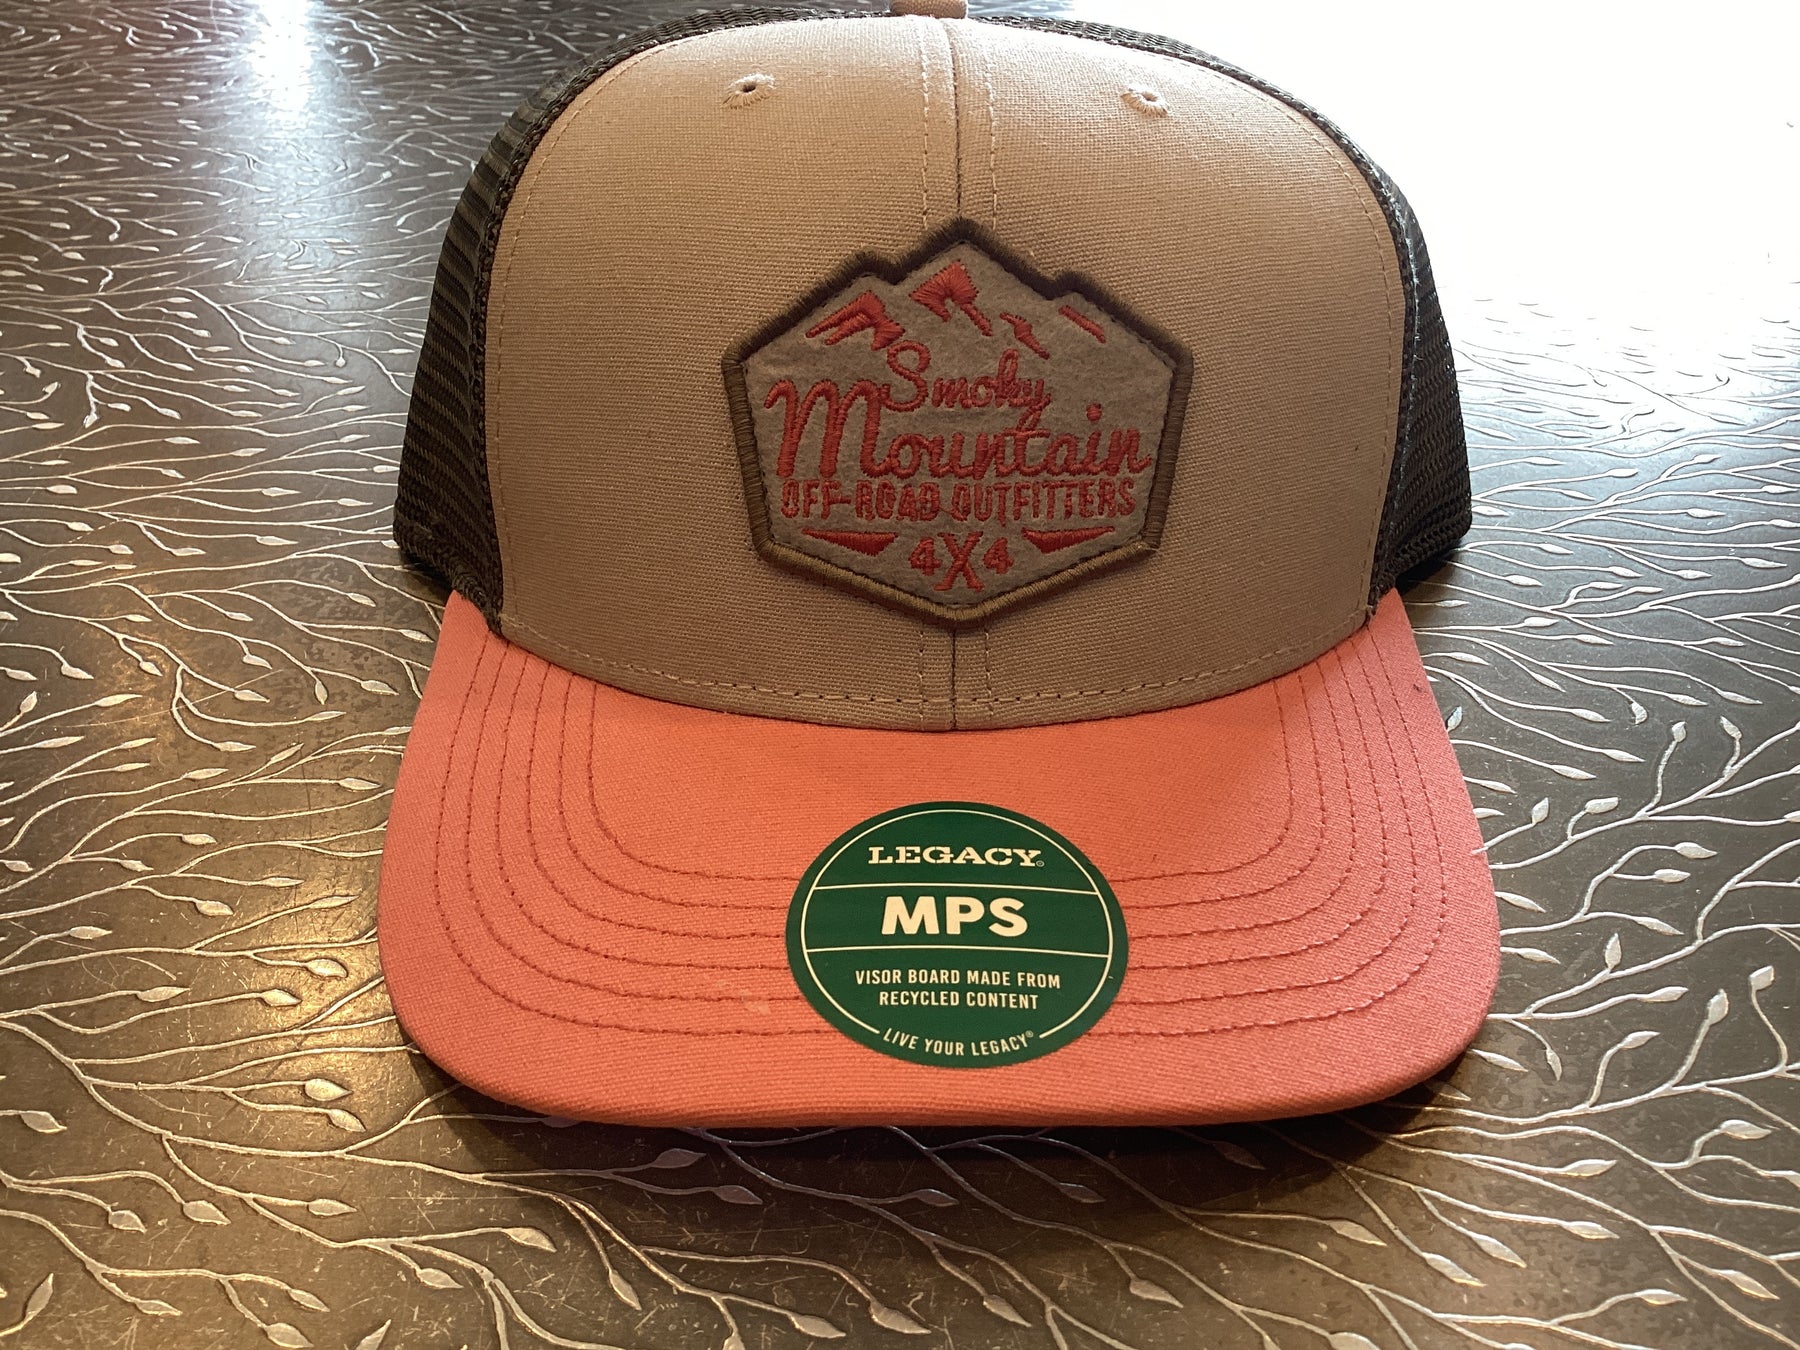 Smoky
Mountain
OFF-ROAD OUTFITTERS
4X4
LEGACY®
MPS
VISOR BOARD MADE FROM
RECYCLED CONTENT
LIVE YOUR LEGACY®